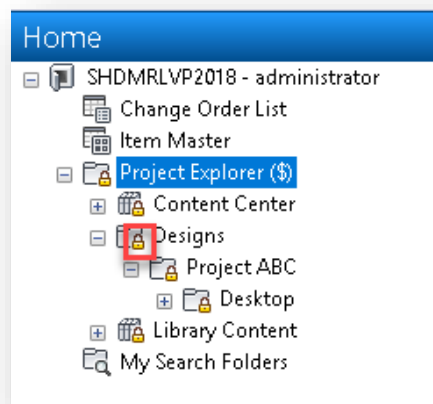 Home
SHDMRLVP2018 - administrator
Change Order List
Item Master
Project Explorer ($)
Content Center
Designs
Project ABC
Desktop
Library Content
My Search Folders